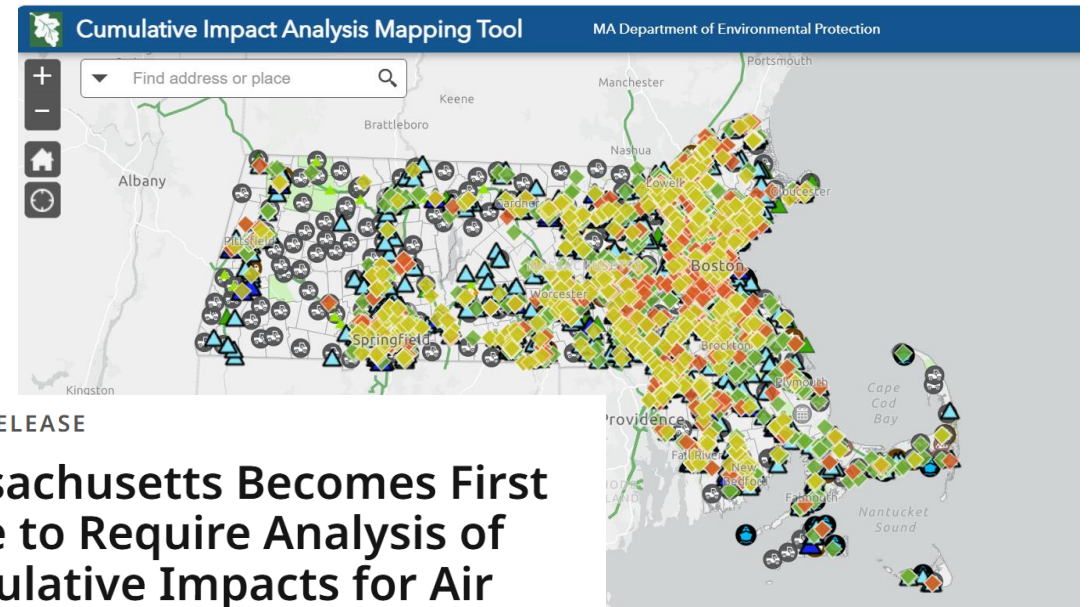 Cumulative Impact Analysis Mapping Tool
MA Department of Environmental Protection
+
Find address or place
−
Portsmouth
Manchester
Keene
Brattleboro
Nashua
Albany
Lowell
Gloucester
Gardner
Pittsfield
Boston
Worcester
Springfield
Brockton
Plymouth
Kingston
Cape
Cod
Bay
Providence
Fall River
New
Bedford
Falmouth
Nantucket
Sound
ELEASE
sachusetts Becomes First
e to Require Analysis of
ulative Impacts for Air